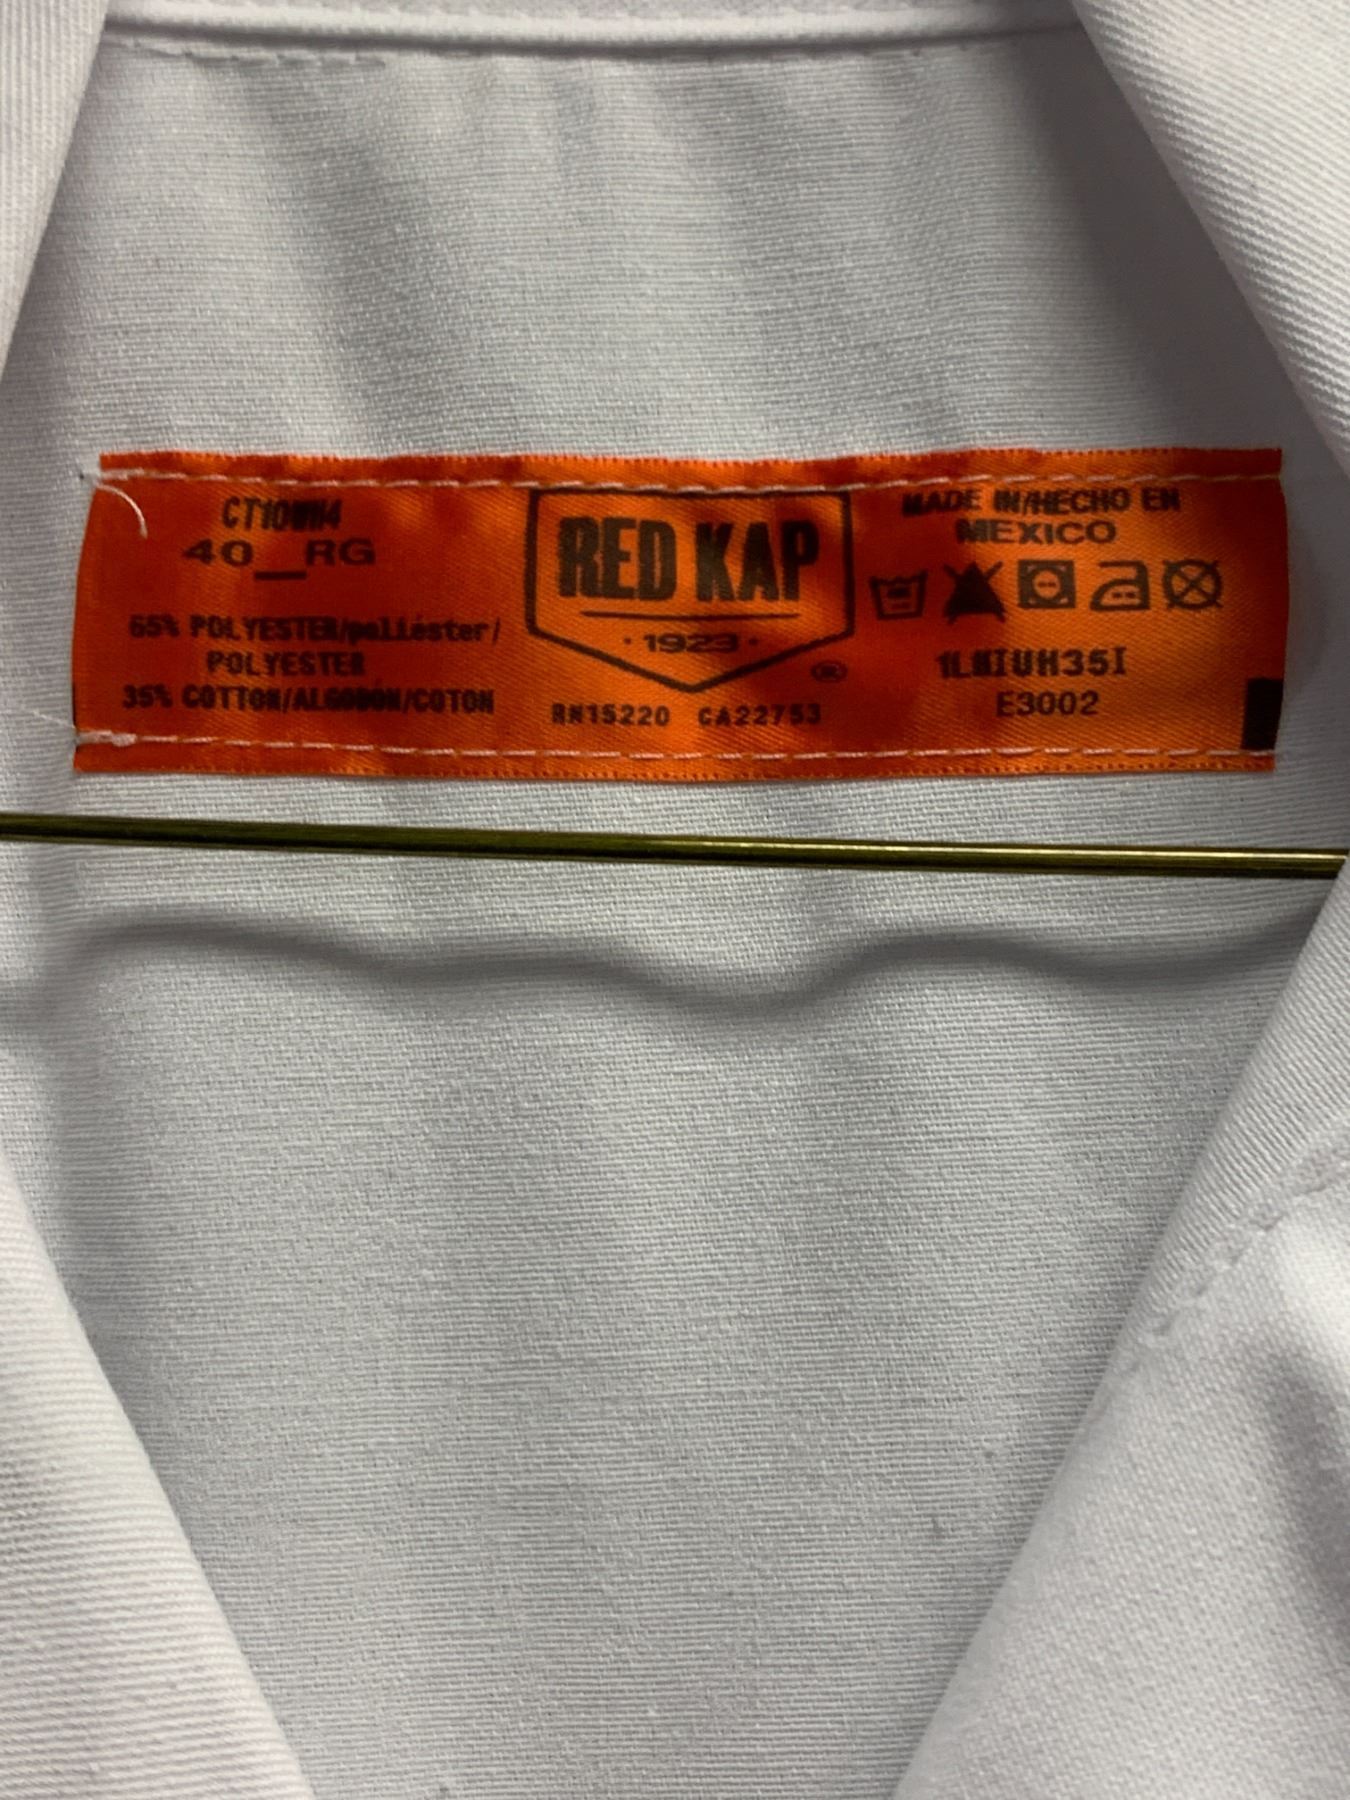 CT10WH4
40__RG
65% POLYESTER/poliéster/
POLYESTER
35% COTTON/ALGODÓN/COTON
RED KAP
· 1923 ·
®
RN15220 CA22753
MADE IN/HECHO EN
MEXICO
E3002